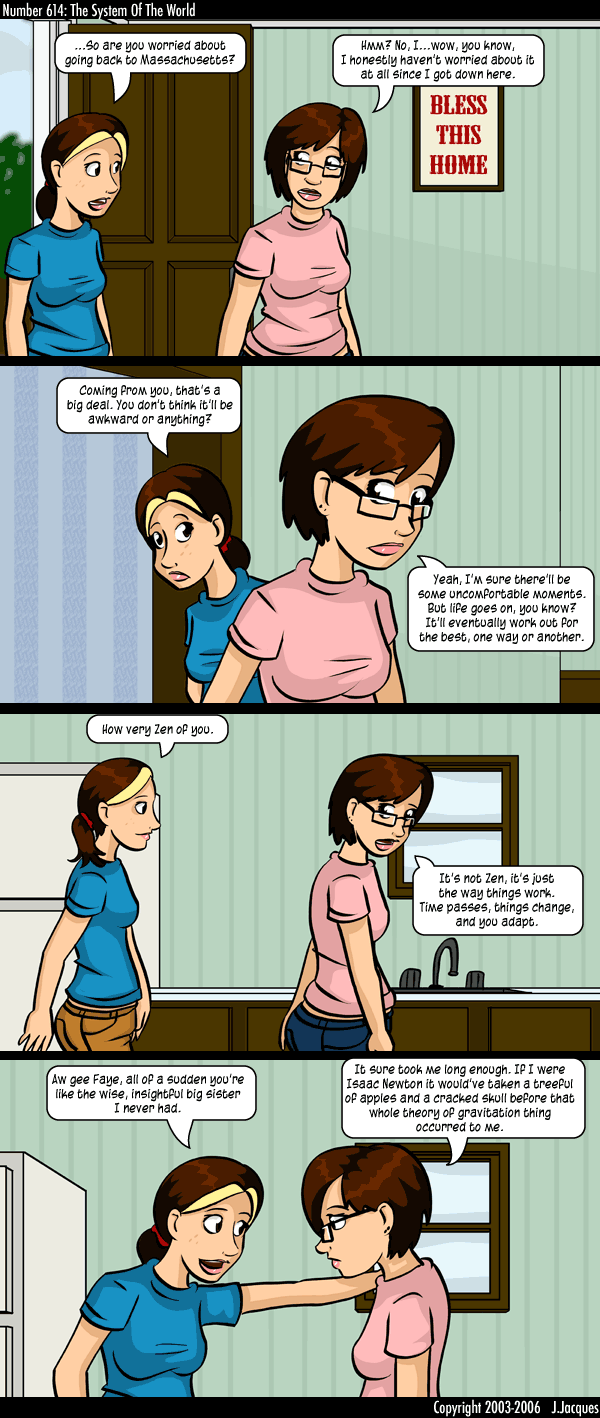 Number 614: The System Of The World
...So are you worried about
going back to Massachusetts?
Hmm? No, I...wow, you know,
I honestly haven't worried about it
at all since I got down here.
BLESS
THIS
HOME
Coming from you, that's a
big deal. You don't think it'll be
awkward or anything?
Yeah, I'm sure there'll be
some uncomfortable moments.
But life goes on, you know?
It'll eventually work out for
the best, one way or another.
How very Zen of you.
It's not Zen, it's just
the way things work.
Time passes, things change,
and you adapt.
Aw gee Faye, all of a sudden you're
like the wise, insightful big sister
I never had.
It sure took me long enough. If I were
Isaac Newton it would've taken a treeful
of apples and a cracked skull before that
whole theory of gravitation thing
occurred to me.
Copyright 2003-2006 J.Jacques